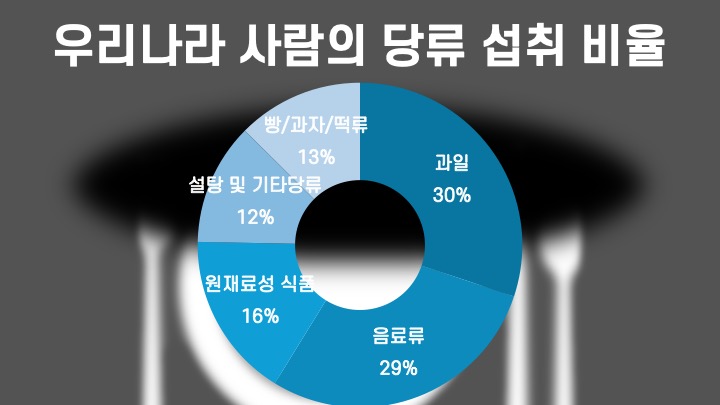 우리나라 사람의 당류 섭취 비율
빵/과자/떡류
13%
과일
30%
설탕 및 기타당류
12%
원재료성 식품
16%
음료류
29%